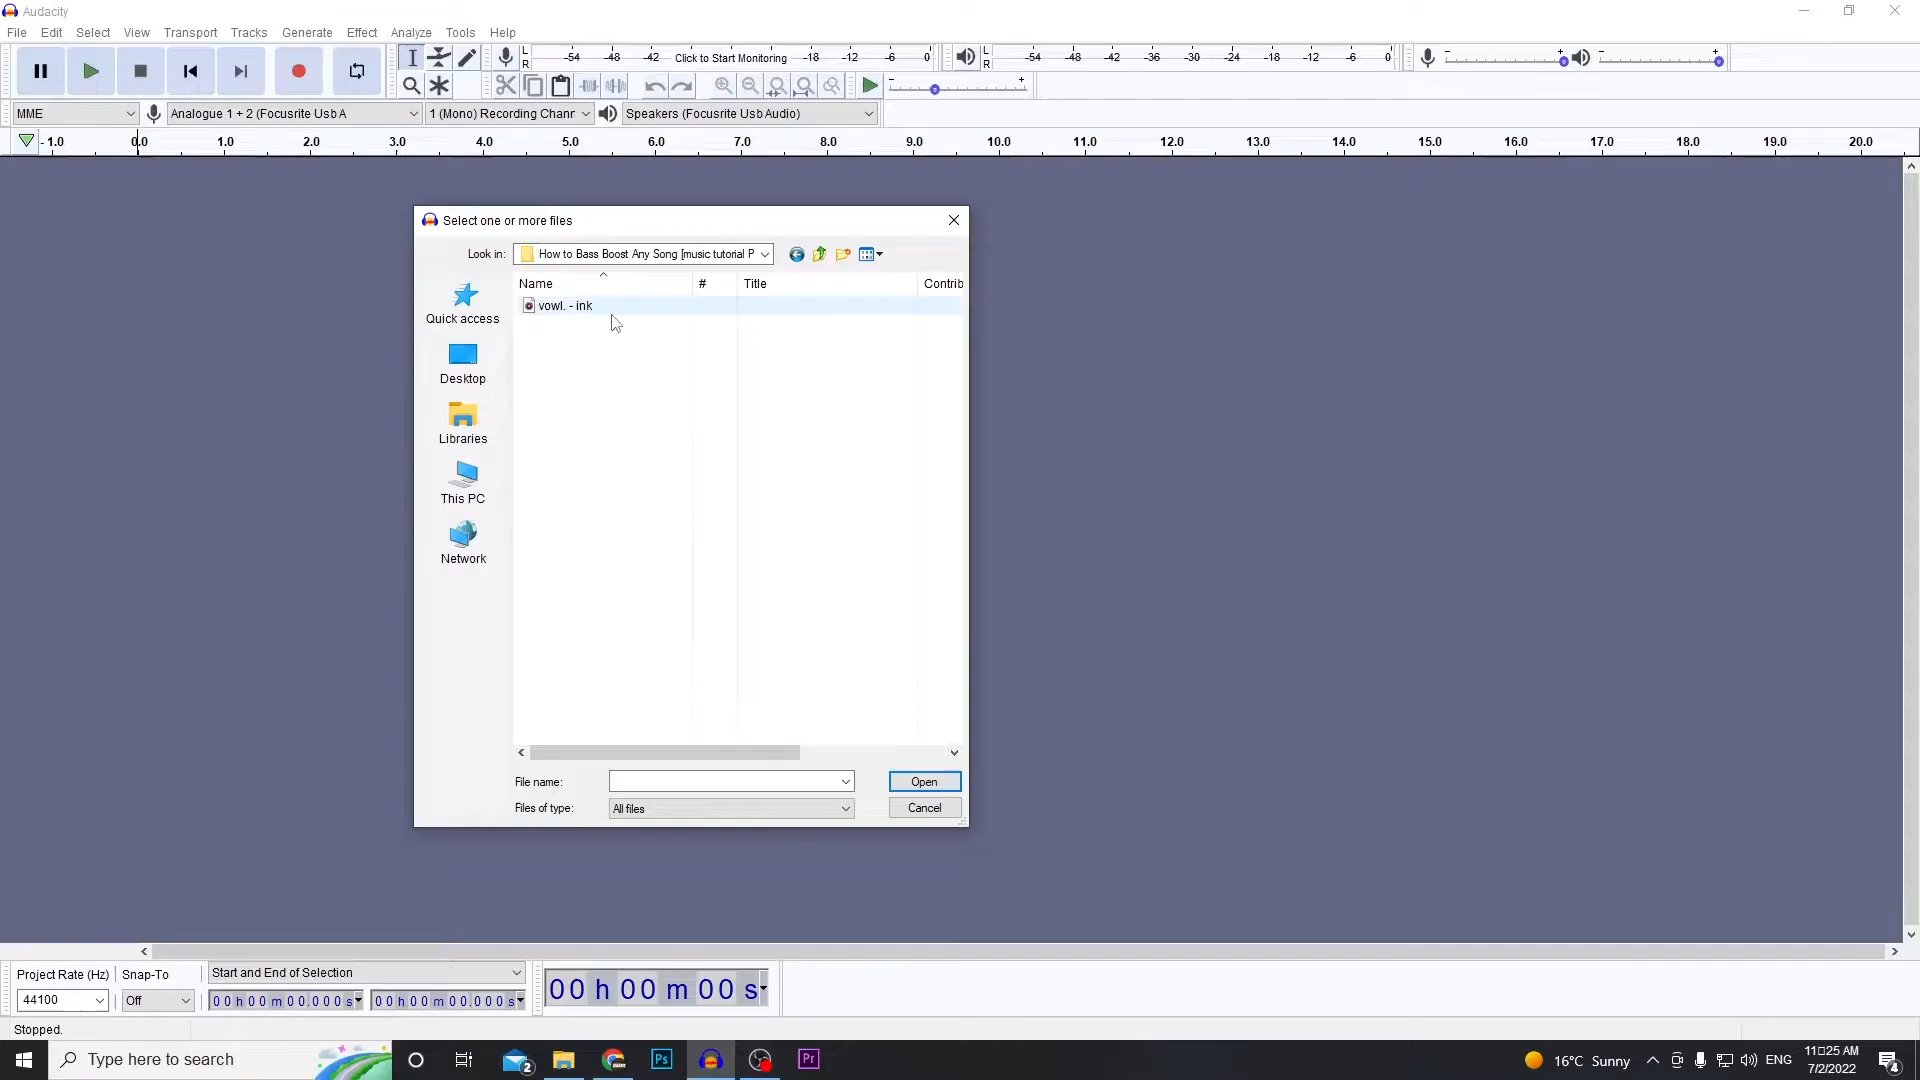 Audacity
File Edit Select View Transport Tracks Generate Effect Analyze Tools Help
L
R
-54 -48 -42 Click to Start Monitoring -18 -12 -6 0
L
R
-54 -48 -42 -36 -30 -24 -18 -12 -6 0
MME
Analogue 1 + 2 (Focusrite Usb A
1 (Mono) Recording Chanr
Speakers (Focusrite Usb Audio)
- 1.0 0.0 1.0 2.0 3.0 4.0 5.0 6.0 7.0 8.0 9.0 10.0 11.0 12.0 13.0 14.0 15.0 16.0 17.0 18.0 19.0 20.0
Select one or more files
Look in: How to Bass Boost Any Song [music tutorial P
Name # Title Contrib
vowl. - ink
Quick access
Desktop
Libraries
This PC
Network
File name: Open
Files of type: All files Cancel
Project Rate (Hz) Snap-To Start and End of Selection
44100 Off 00 h 00 m 00.000 s 00 h 00 m 00.000 s
00 h 00 m 00 s
Stopped.
Type here to search
2
Ps
Pr
16°C Sunny
ENG
11□25 AM
7/2/2022
4